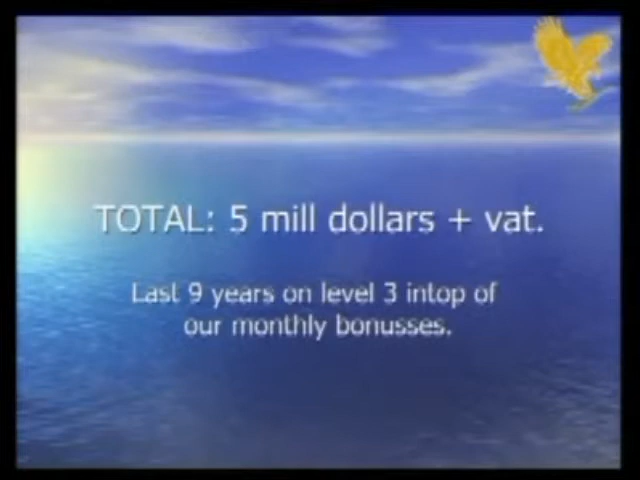 TOTAL: 5 mill dollars + vat.
Last 9 years on level 3 intop of
our monthly bonusses.